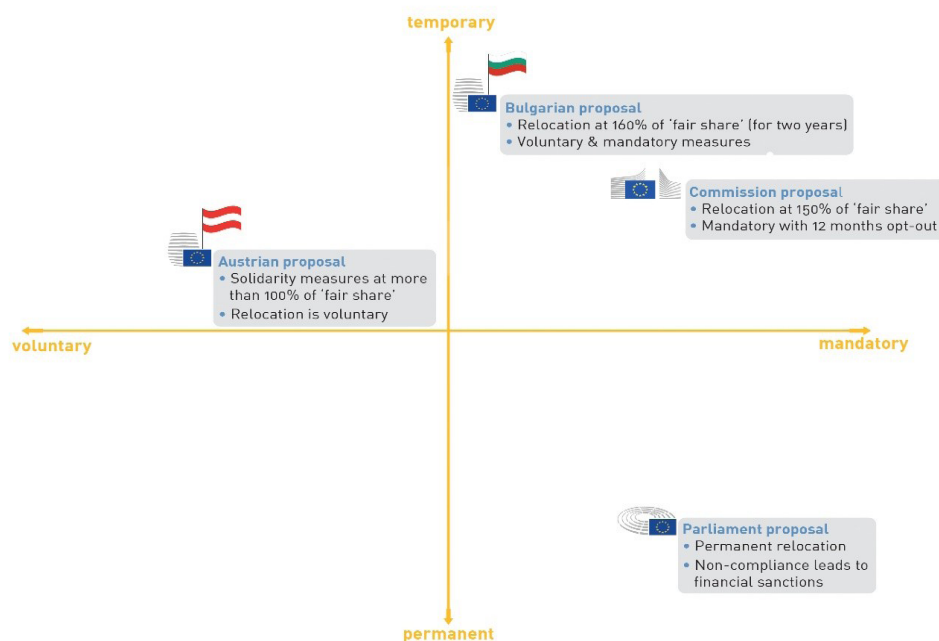 temporary
Bulgarian proposal
• Relocation at 160% of ‘fair share’ (for two years)
• Voluntary & mandatory measures
Commission proposal
• Relocation at 150% of ‘fair share’
• Mandatory with 12 months opt-out
Austrian proposal
• Solidarity measures at more
than 100% of ‘fair share’
• Relocation is voluntary
voluntary
mandatory
Parliament proposal
• Permanent relocation
• Non-compliance leads to
financial sanctions
permanent